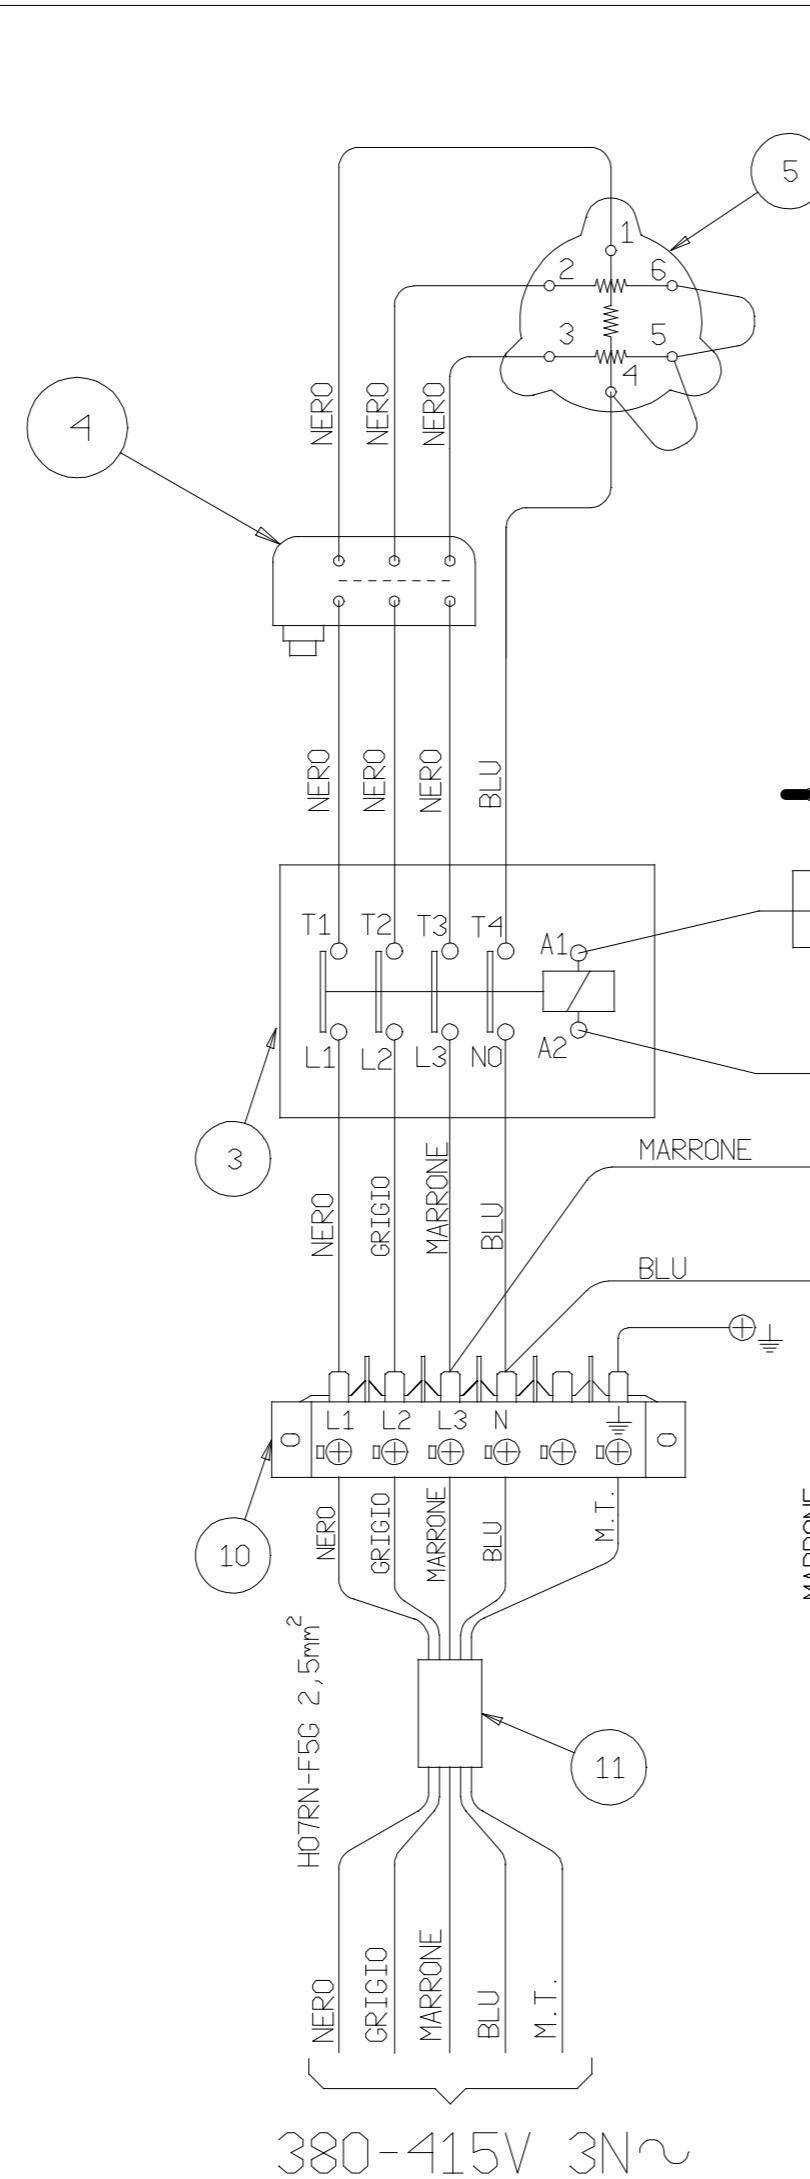 5
1
2 6
3 5
4
NERO NERO NERO
4
NERO NERO NERO BLU
T1 T2 T3 T4 A1
L1 L2 L3 NO A2
3
MARRONE
NERO GRIGIO MARRONE BLU
BLU
L1 L2 L3 N
NERO GRIGIO MARRONE BLU M.T.
MARRONE
10
H07RN-F5G 2,5mm²
11
NERO GRIGIO MARRONE BLU M.T.
380-415V 3N~